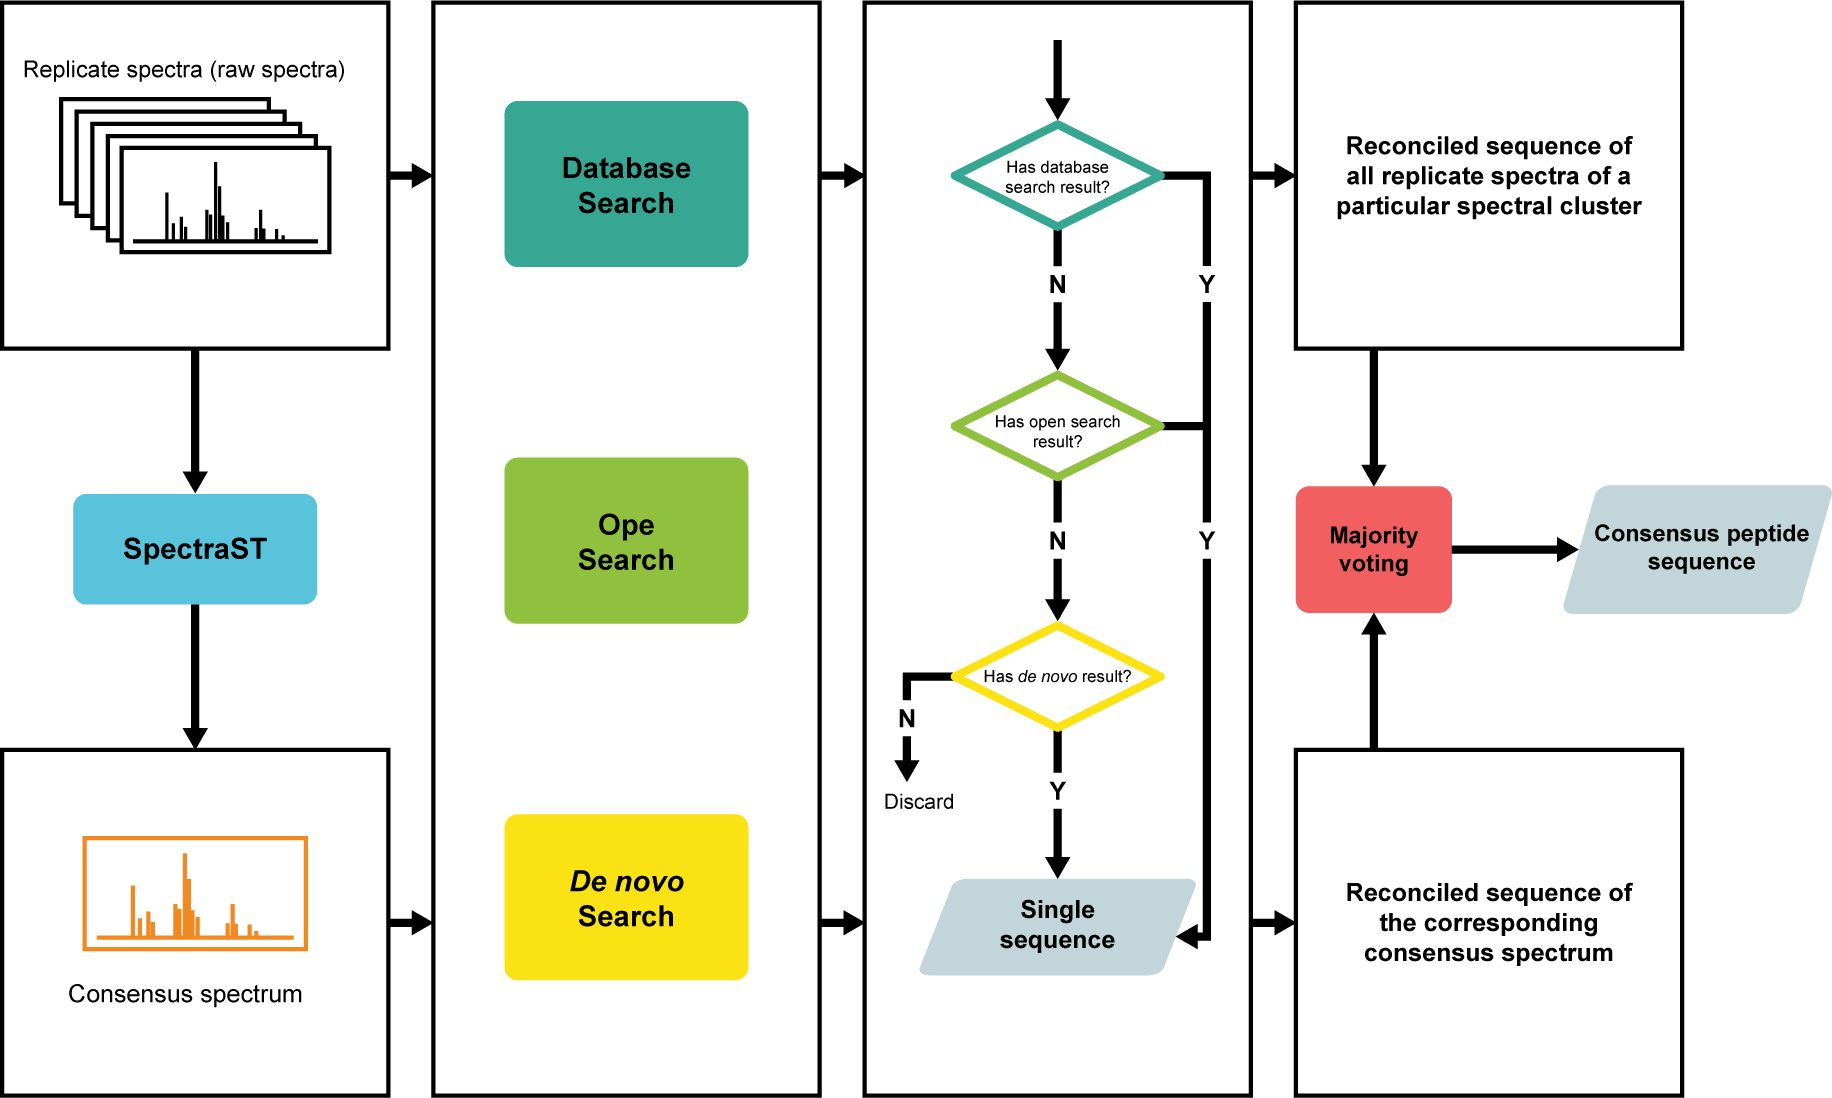 Replicate spectra (raw spectra)
SpectraST
Consensus spectrum
Database
Search
Ope
Search
De novo
Search
Has database
search result?
N
Y
Has open search
result?
N
Y
Has de novo result?
N
Discard
Y
Single
sequence
Reconciled sequence of
all replicate spectra of a
particular spectral cluster
Majority
voting
Consensus peptide
sequence
Reconciled sequence of
the corresponding
consensus spectrum